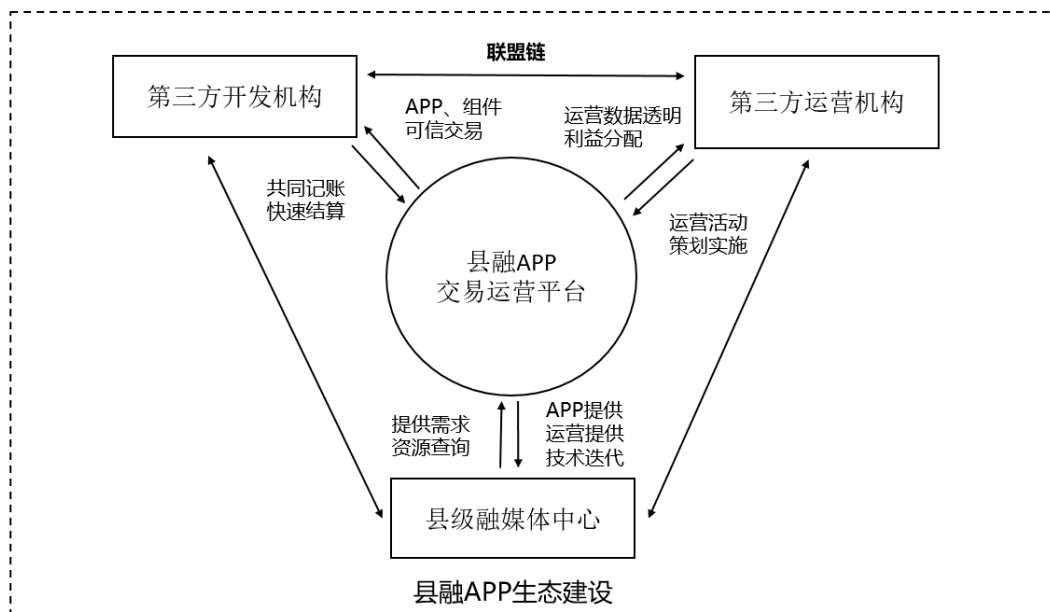 联盟链
第三方开发机构
第三方运营机构
APP、组件
可信交易
运营数据透明
利益分配
共同记账
快速结算
运营活动
策划实施
县融APP
交易运营平台
提供需求
资源查询
APP提供
运营提供
技术迭代
县级融媒体中心
县融APP生态建设